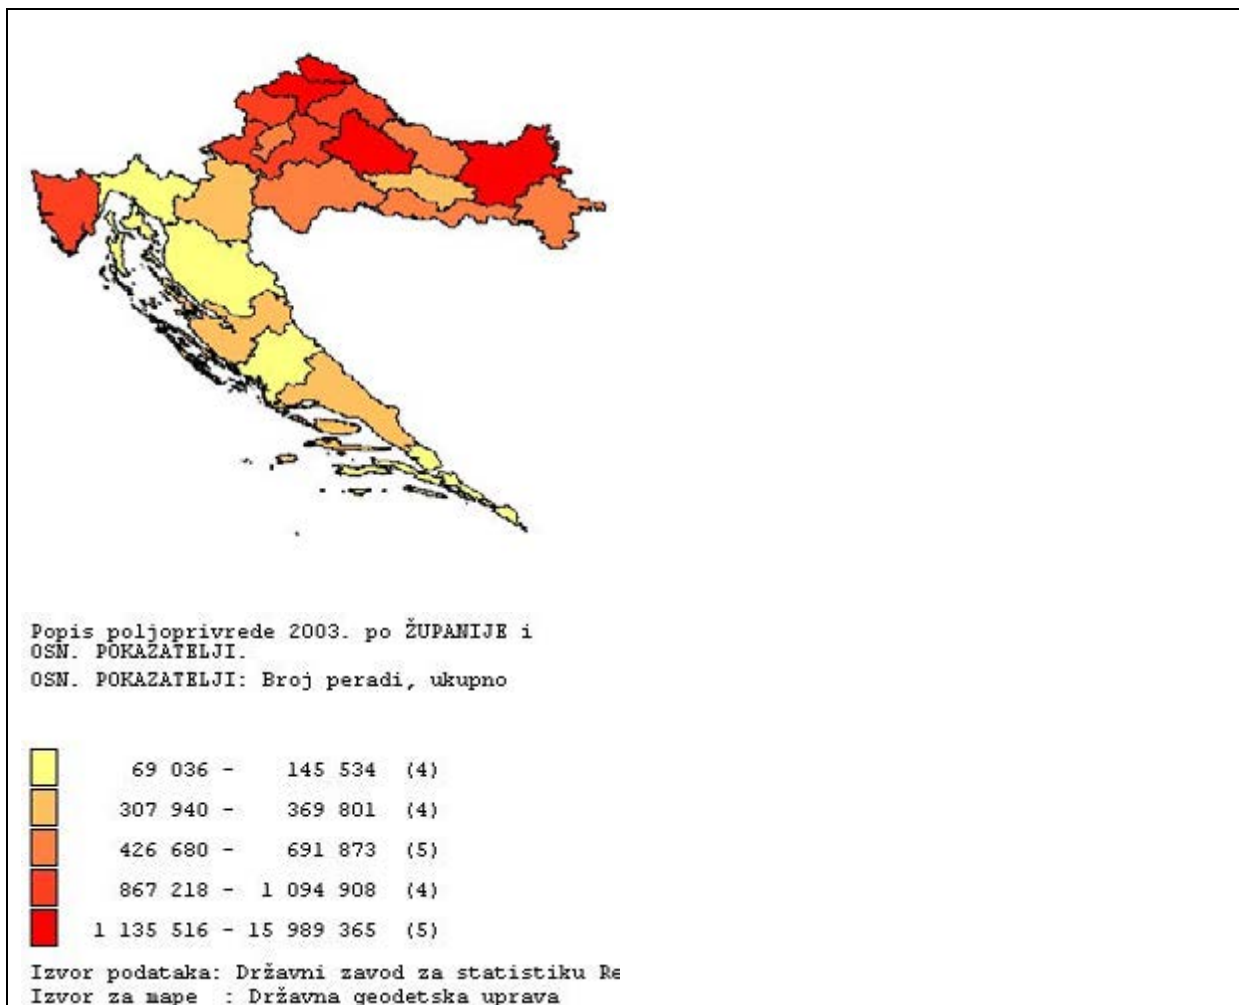 Popis poljoprivrede 2003. po ŽUPANIJE i
OSN. POKAZATELJI.
OSN. POKAZATELJI: Broj peradi, ukupno
69 036 - 145 534 (4)
307 940 - 369 801 (4)
426 680 - 691 873 (5)
867 218 - 1 094 908 (4)
1 135 516 - 15 989 365 (5)
Izvor podataka: Državni zavod za statistiku Re
Izvor za mape : Državna geodetska uprava